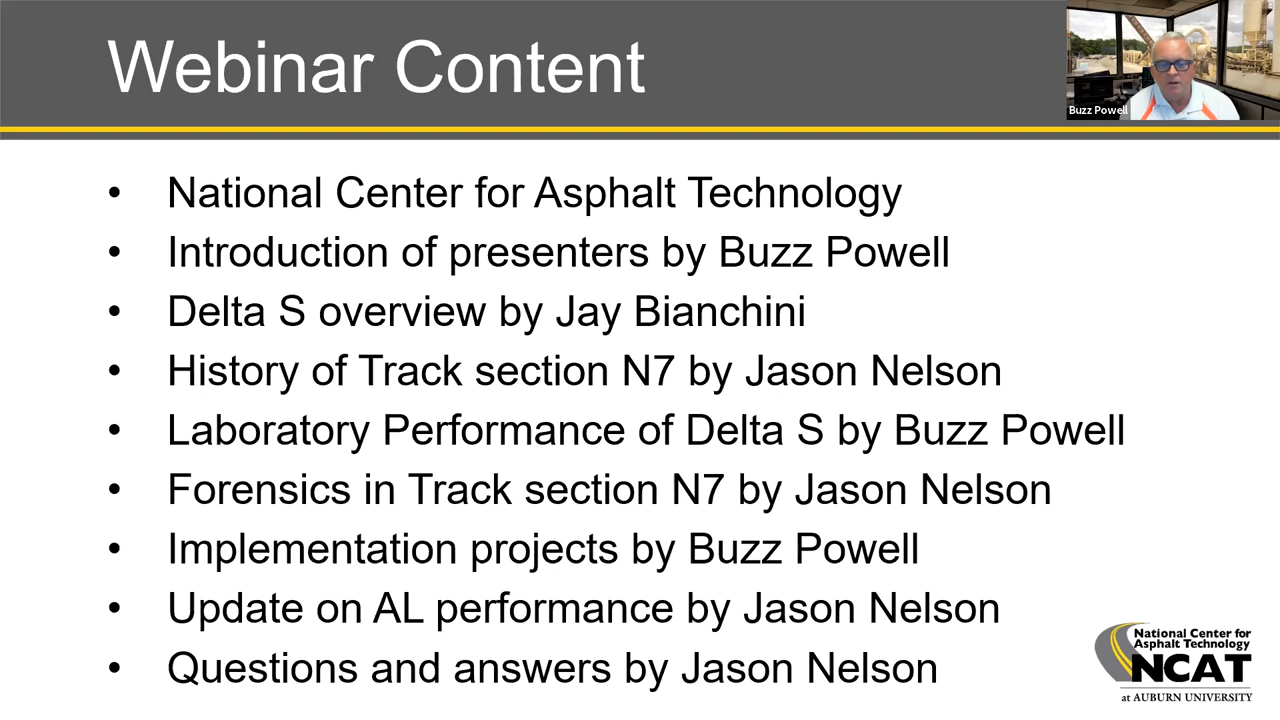 Webinar Content
Buzz Powell
• National Center for Asphalt Technology
• Introduction of presenters by Buzz Powell
• Delta S overview by Jay Bianchini
• History of Track section N7 by Jason Nelson
• Laboratory Performance of Delta S by Buzz Powell
• Forensics in Track section N7 by Jason Nelson
• Implementation projects by Buzz Powell
• Update on AL performance by Jason Nelson
• Questions and answers by Jason Nelson
National Center for
Asphalt Technology
NCAT
at AUBURN UNIVERSITY